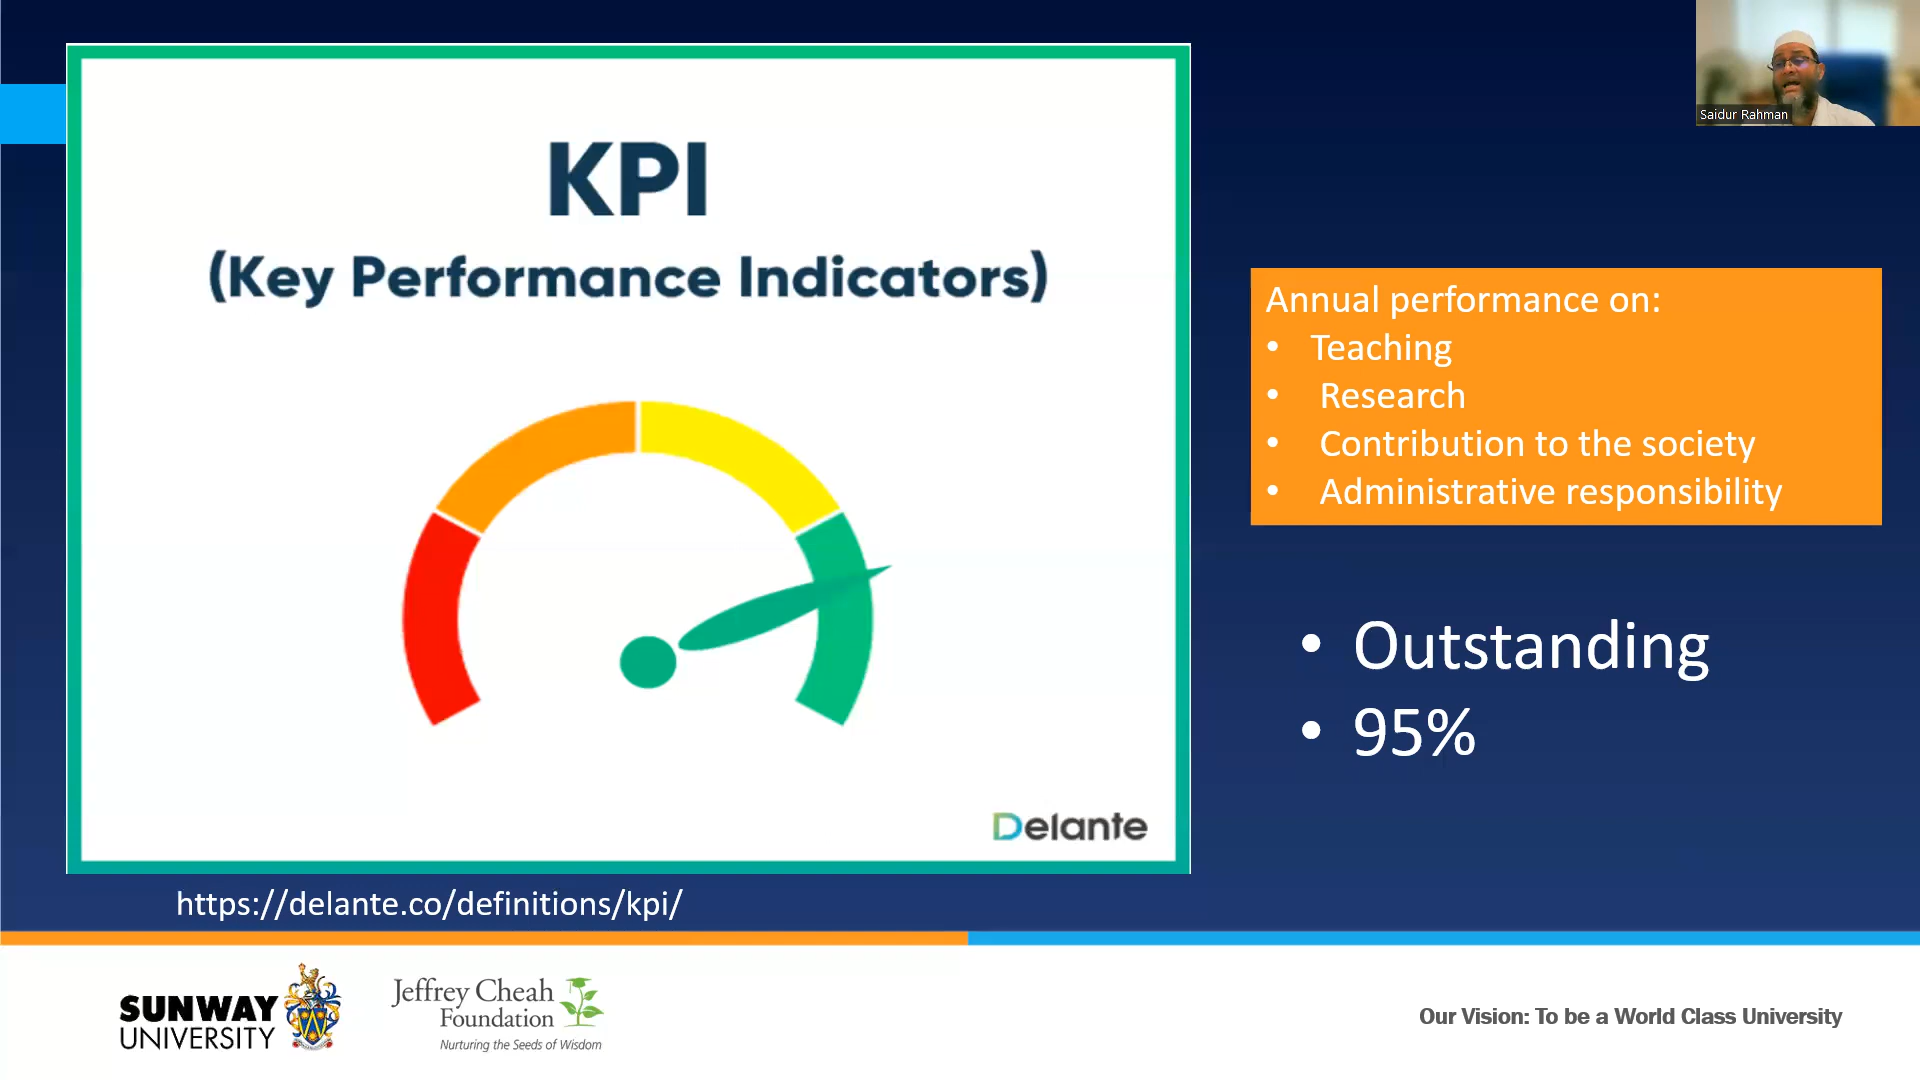 Saidur Rahman
KPI
(Key Performance Indicators)
Delante
https://delante.co/definitions/kpi/
Annual performance on:
• Teaching
• Research
• Contribution to the society
• Administrative responsibility
• Outstanding
• 95%
SUNWAY
UNIVERSITY
Jeffrey Cheah
Foundation
Nurturing the Seeds of Wisdom
Our Vision: To be a World Class University